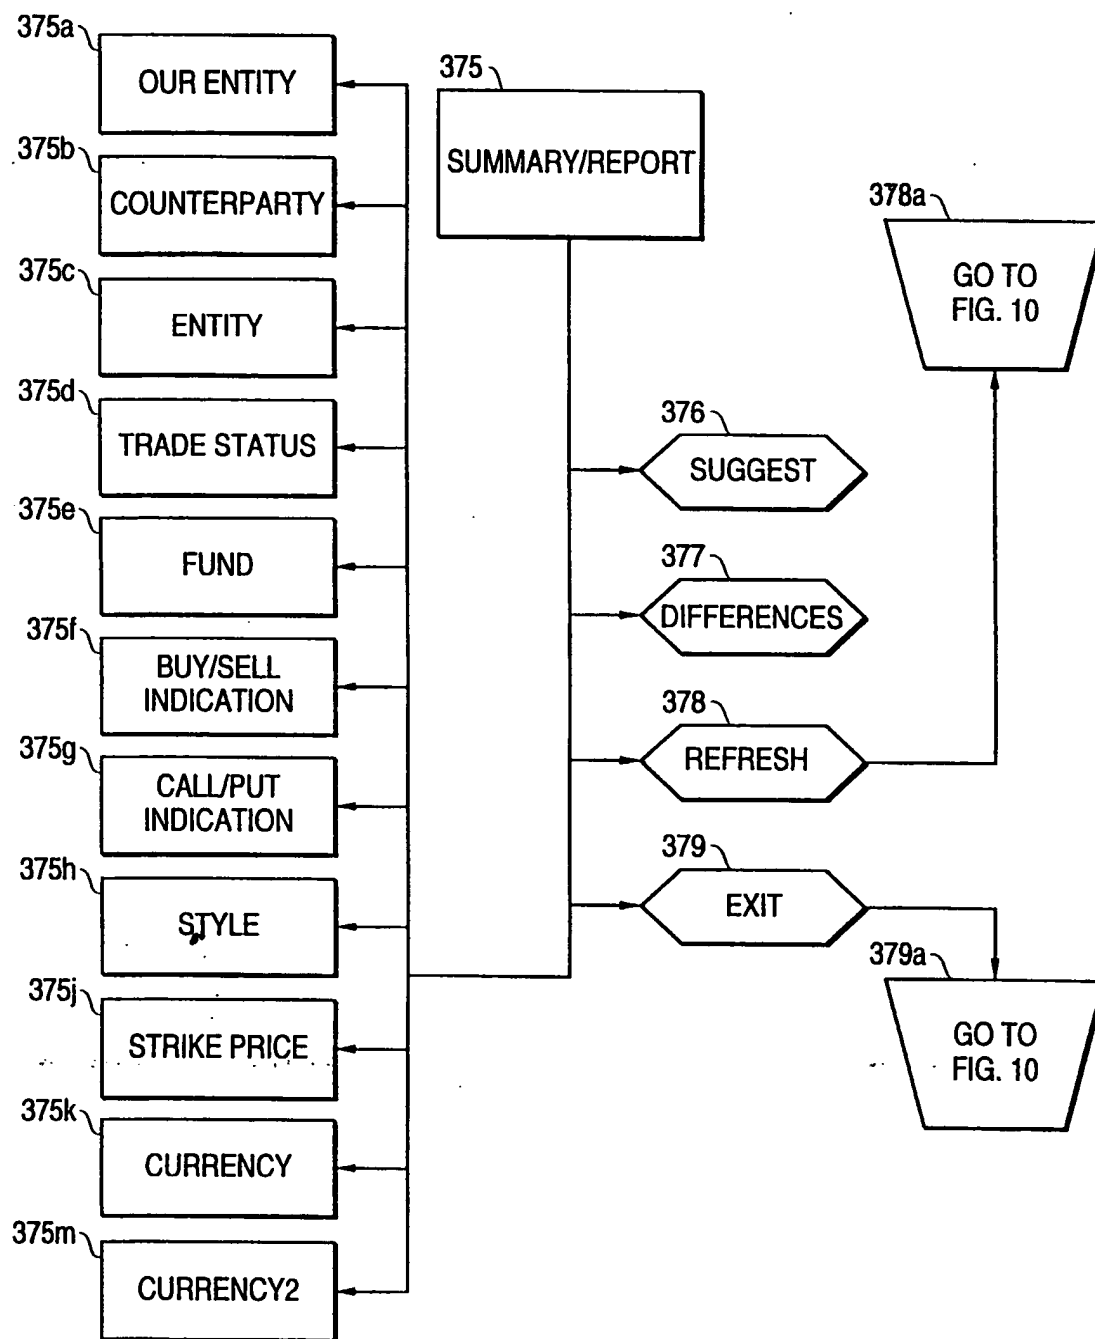 375a
OUR ENTITY
375b
COUNTERPARTY
375c
ENTITY
375d
TRADE STATUS
375e
FUND
375f
BUY/SELL
INDICATION
375g
CALL/PUT
INDICATION
375h
STYLE
375j
STRIKE PRICE
375k
CURRENCY
375m
CURRENCY2
375
SUMMARY/REPORT
376
SUGGEST
377
DIFFERENCES
378
REFRESH
379
EXIT
378a
GO TO
FIG. 10
379a
GO TO
FIG. 10